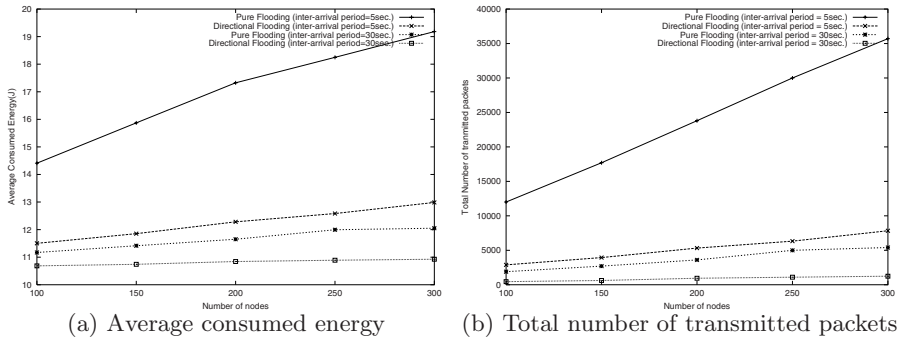 20
19
18
17
16
15
14
13
12
11
10
Average Consumed Energy(J)
Pure Flooding (inter-arrival period=5sec.)
Directional Flooding (inter-arrival period=5sec.)
Pure Flooding (inter-arrival period=30sec.)
Directional Flooding (inter-arrival period=30sec.)
100 150 200 250 300
Number of nodes
(a) Average consumed energy
40000
35000
30000
25000
20000
15000
10000
5000
0
Total Number of tranmitted packets
Pure Flooding (inter-arrival period = 5sec.)
Directional Flooding (inter-arrival period = 5sec.)
Pure Flooding (inter-arrival period = 30sec.)
Directional Flooding (inter-arrival period = 30sec.)
100 150 200 250 300
Number of nodes
(b) Total number of transmitted packets